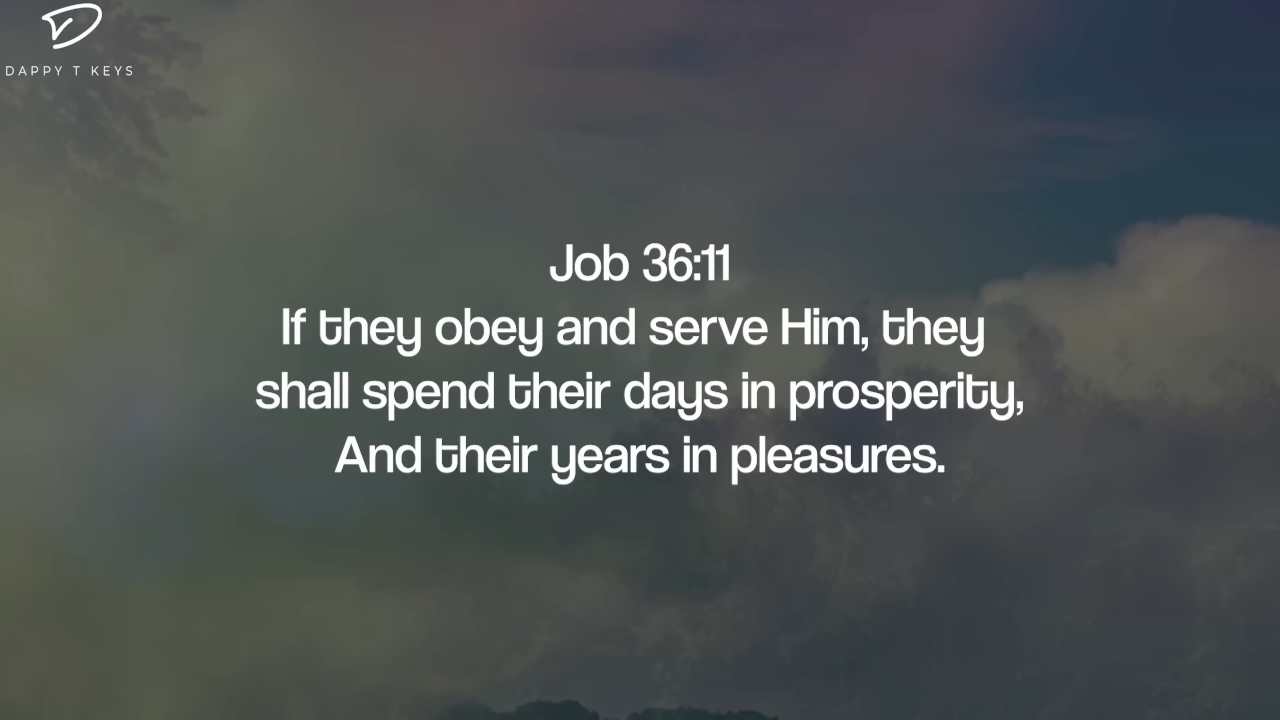 DAPPY T KEYS
Job 36:11
If they obey and serve Him, they
shall spend their days in prosperity,
And their years in pleasures.